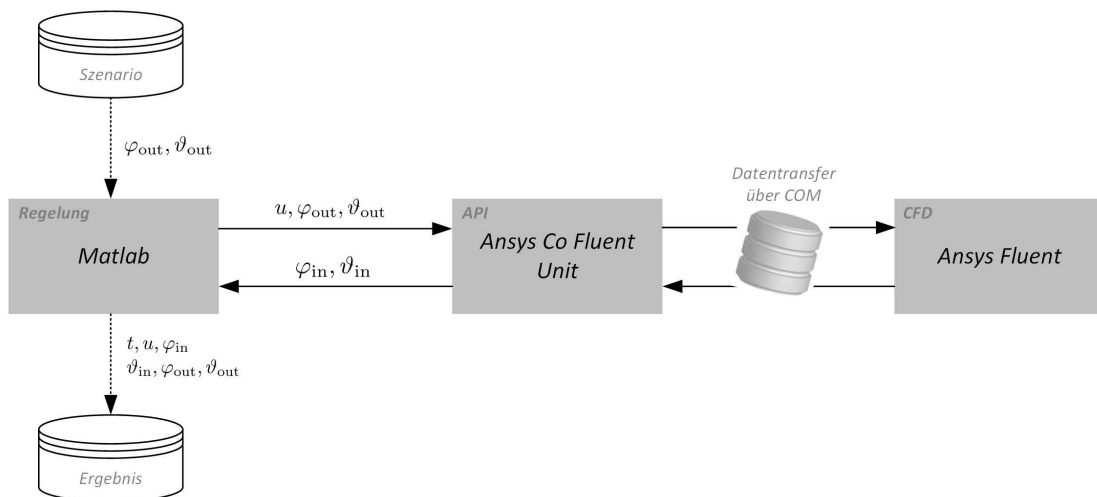 Szenario
φout, ϑout
Datentransfer
über COM
Regelung
Matlab
u, φout, ϑout
φin, ϑin
API
Ansys Co Fluent
Unit
CFD
Ansys Fluent
t, u, φin
ϑin, φout, ϑout
Ergebnis